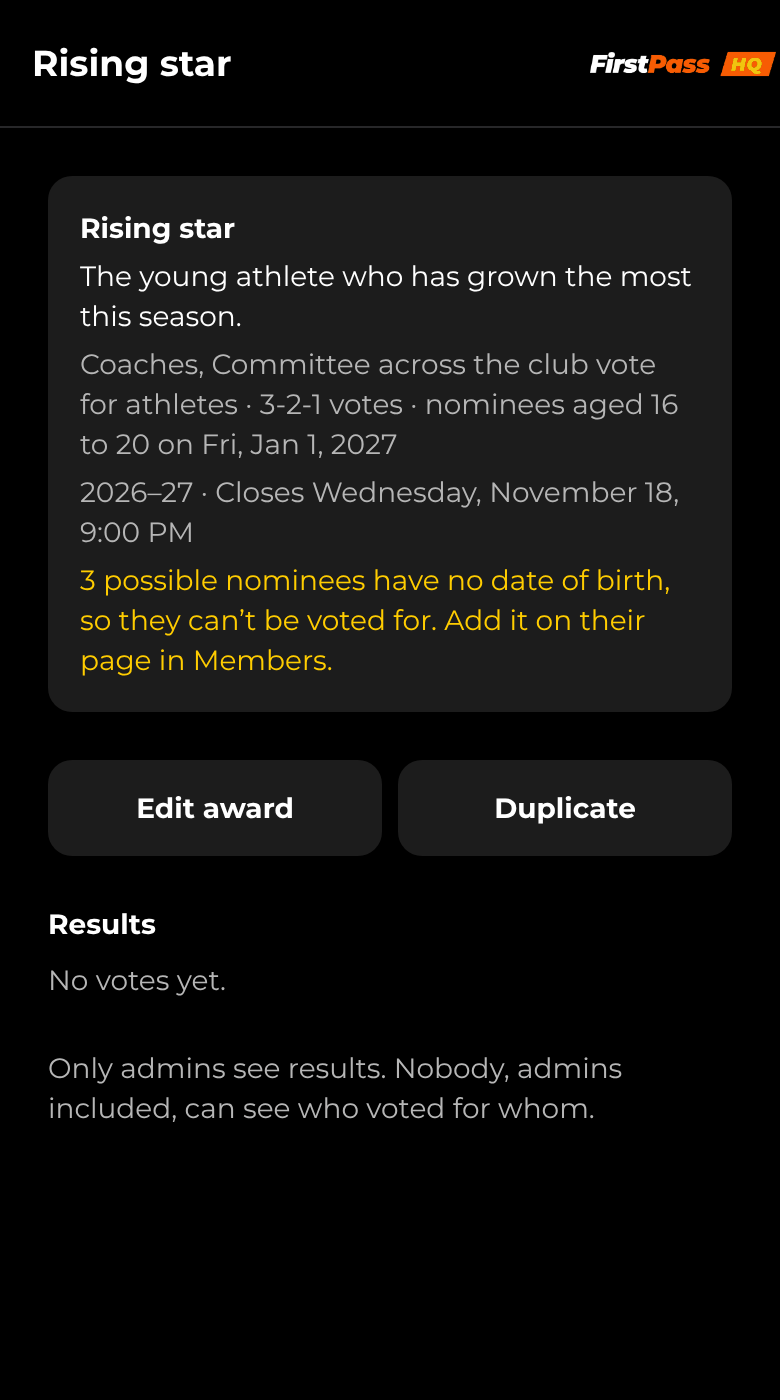 Rising star
FirstPass HQ
Rising star
The young athlete who has grown the most
this season.
Coaches, Committee across the club vote
for athletes · 3-2-1 votes · nominees aged 16
to 20 on Fri, Jan 1, 2027
2026–27 · Closes Wednesday, November 18,
9:00 PM
3 possible nominees have no date of birth,
so they can’t be voted for. Add it on their
page in Members.
Edit award
Duplicate
Results
No votes yet.
Only admins see results. Nobody, admins
included, can see who voted for whom.